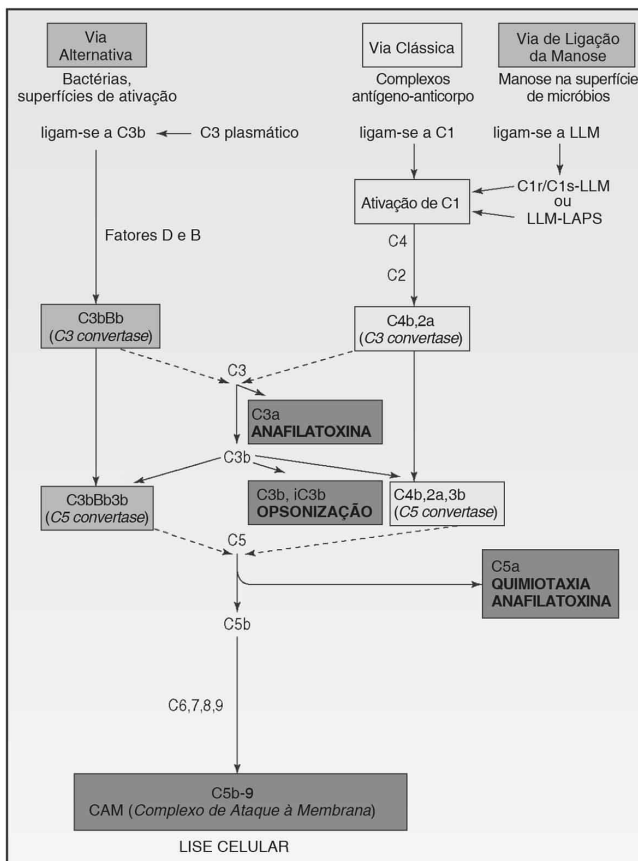 Via
Alternativa
Bactérias,
superfícies de ativação
ligam-se a C3b
C3 plasmático
Via Clássica
Complexos
antígeno-anticorpo
ligam-se a C1
Via de Ligação
da Manose
Manose na superfície
de micróbios
ligam-se a LLM
C1r/C1s-LLM
ou
LLM-LAPS
Ativação de C1
Fatores D e B
C4
C2
C3bBb
(C3 convertase)
C4b,2a
(C3 convertase)
C3
C3a
ANAFILATOXINA
C3b
C3bBb3b
(C5 convertase)
C3b, iC3b
OPSONIZAÇÃO
C4b,2a,3b
(C5 convertase)
C5
C5a
QUIMIOTAXIA
ANAFILATOXINA
C5b
C6,7,8,9
C5b-9
CAM (Complexo de Ataque à Membrana)
LISE CELULAR